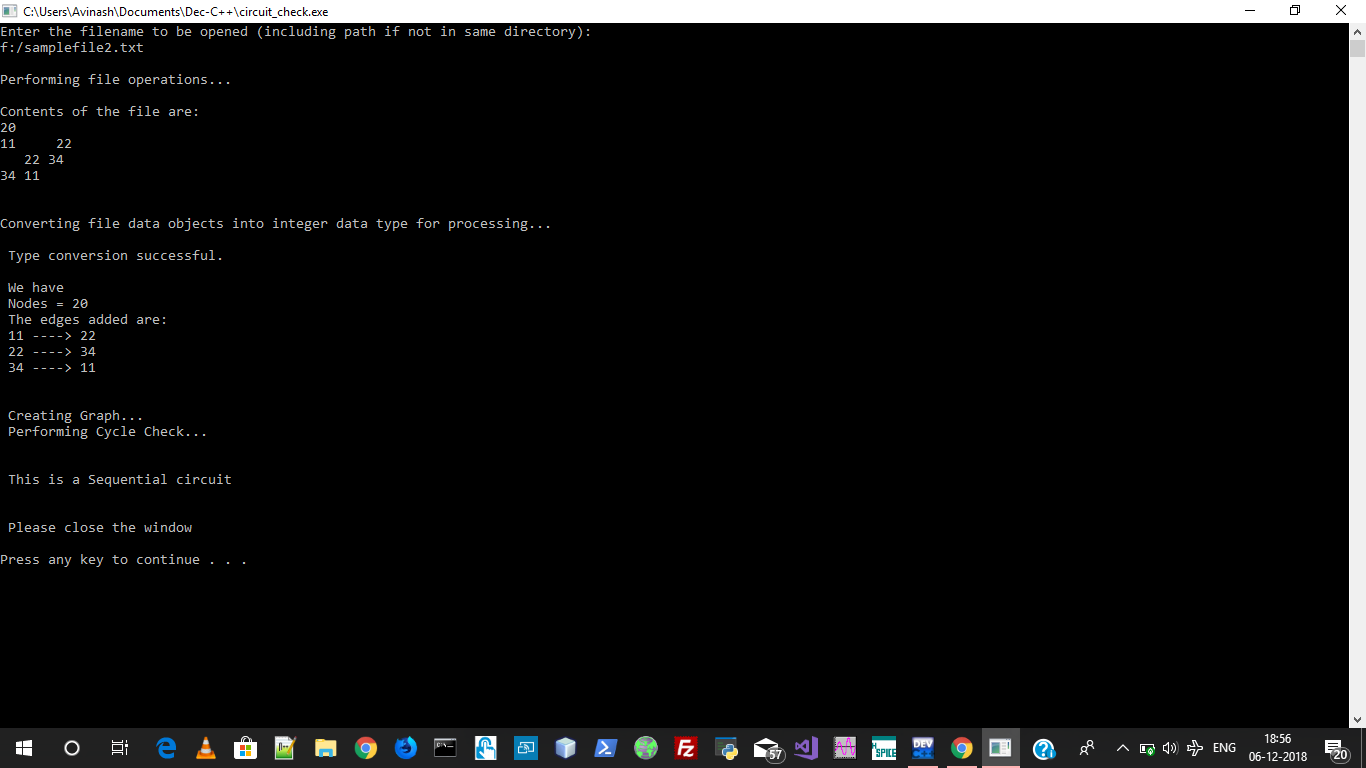 C:\Users\Avinash\Documents\Dec-C++\circuit_check.exe
Enter the filename to be opened (including path if not in same directory):
f:/samplefile2.txt
Performing file operations...
Contents of the file are:
20
11     22
   22 34
34 11
Converting file data objects into integer data type for processing...
 Type conversion successful.
 We have
 Nodes = 20
 The edges added are:
 11 ----> 22
 22 ----> 34
 34 ----> 11
 Creating Graph...
 Performing Cycle Check...
 This is a Sequential circuit
 Please close the window
Press any key to continue . . .
57
HSPICE
DEV
ENG
18:56
06-12-2018
20